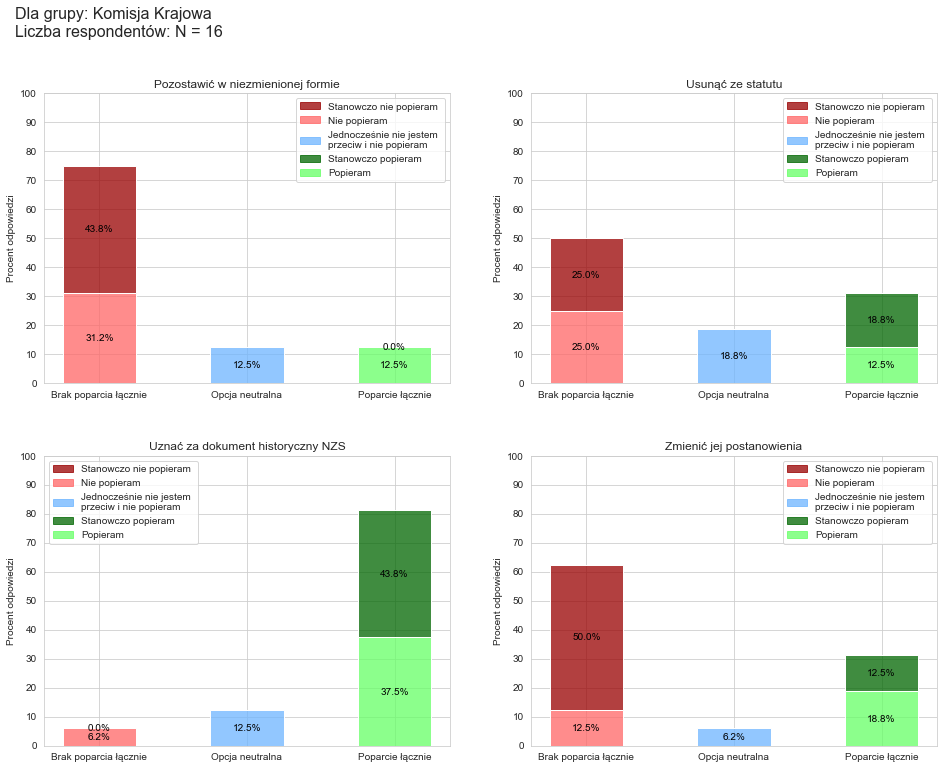 Dla grupy: Komisja Krajowa
Liczba respondentów: N = 16
Pozostawić w niezmienionej formie
Procent odpowiedzi
100
90
80
70
60
50
40
30
20
10
0
Stanowczo nie popieram
Nie popieram
Jednocześnie nie jestem
przeciw i nie popieram
Stanowczo popieram
Popieram
43.8%
31.2%
12.5%
0.0%
12.5%
Brak poparcia łącznie
Opcja neutralna
Poparcie łącznie
Usunąć ze statutu
Procent odpowiedzi
100
90
80
70
60
50
40
30
20
10
0
Stanowczo nie popieram
Nie popieram
Jednocześnie nie jestem
przeciw i nie popieram
Stanowczo popieram
Popieram
25.0%
25.0%
18.8%
18.8%
12.5%
Brak poparcia łącznie
Opcja neutralna
Poparcie łącznie
Uznać za dokument historyczny NZS
Procent odpowiedzi
100
90
80
70
60
50
40
30
20
10
0
Stanowczo nie popieram
Nie popieram
Jednocześnie nie jestem
przeciw i nie popieram
Stanowczo popieram
Popieram
0.0%
6.2%
12.5%
43.8%
37.5%
Brak poparcia łącznie
Opcja neutralna
Poparcie łącznie
Zmienić jej postanowienia
Procent odpowiedzi
100
90
80
70
60
50
40
30
20
10
0
Stanowczo nie popieram
Nie popieram
Jednocześnie nie jestem
przeciw i nie popieram
Stanowczo popieram
Popieram
50.0%
12.5%
6.2%
12.5%
18.8%
Brak poparcia łącznie
Opcja neutralna
Poparcie łącznie